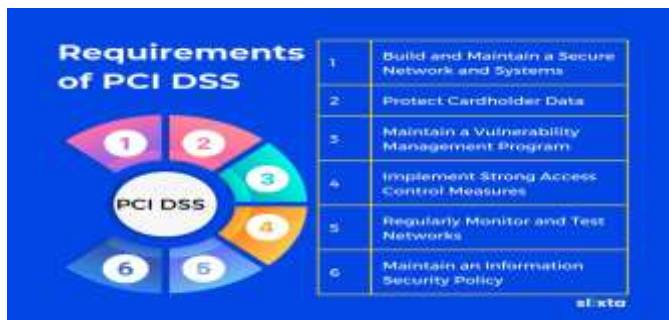 Requirements
of PCI DSS
1
2
3
4
5
6
PCI DSS
1 Build and Maintain a Secure
Network and Systems
2 Protect Cardholder Data
3 Maintain a Vulnerability
Management Program
4 Implement Strong Access
Control Measures
5 Regularly Monitor and Test
Networks
6 Maintain an Information
Security Policy